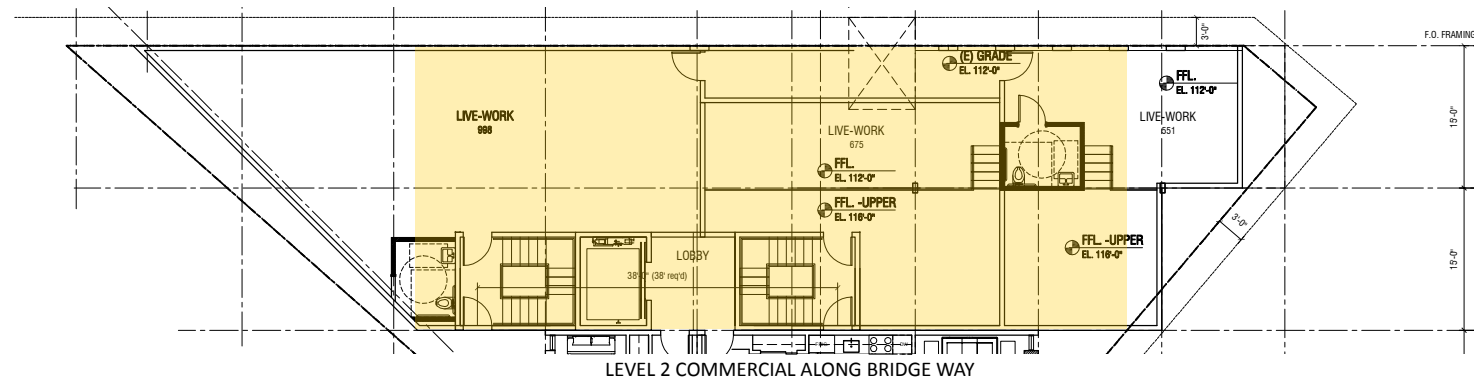 3'-0"
F.O. FRAMING
(E) GRADE
EL. 112'-0"
FFL.
EL. 112'-0"
LIVE-WORK
998
LIVE-WORK
675
LIVE-WORK
551
15'-0"
FFL.
EL. 112'-0"
FFL. -UPPER
EL. 116'-0"
3'-0"
FFL. -UPPER
EL. 116'-0"
LOBBY
38'-0" (38' req'd)
15'-0"
DW
LEVEL 2 COMMERCIAL ALONG BRIDGE WAY